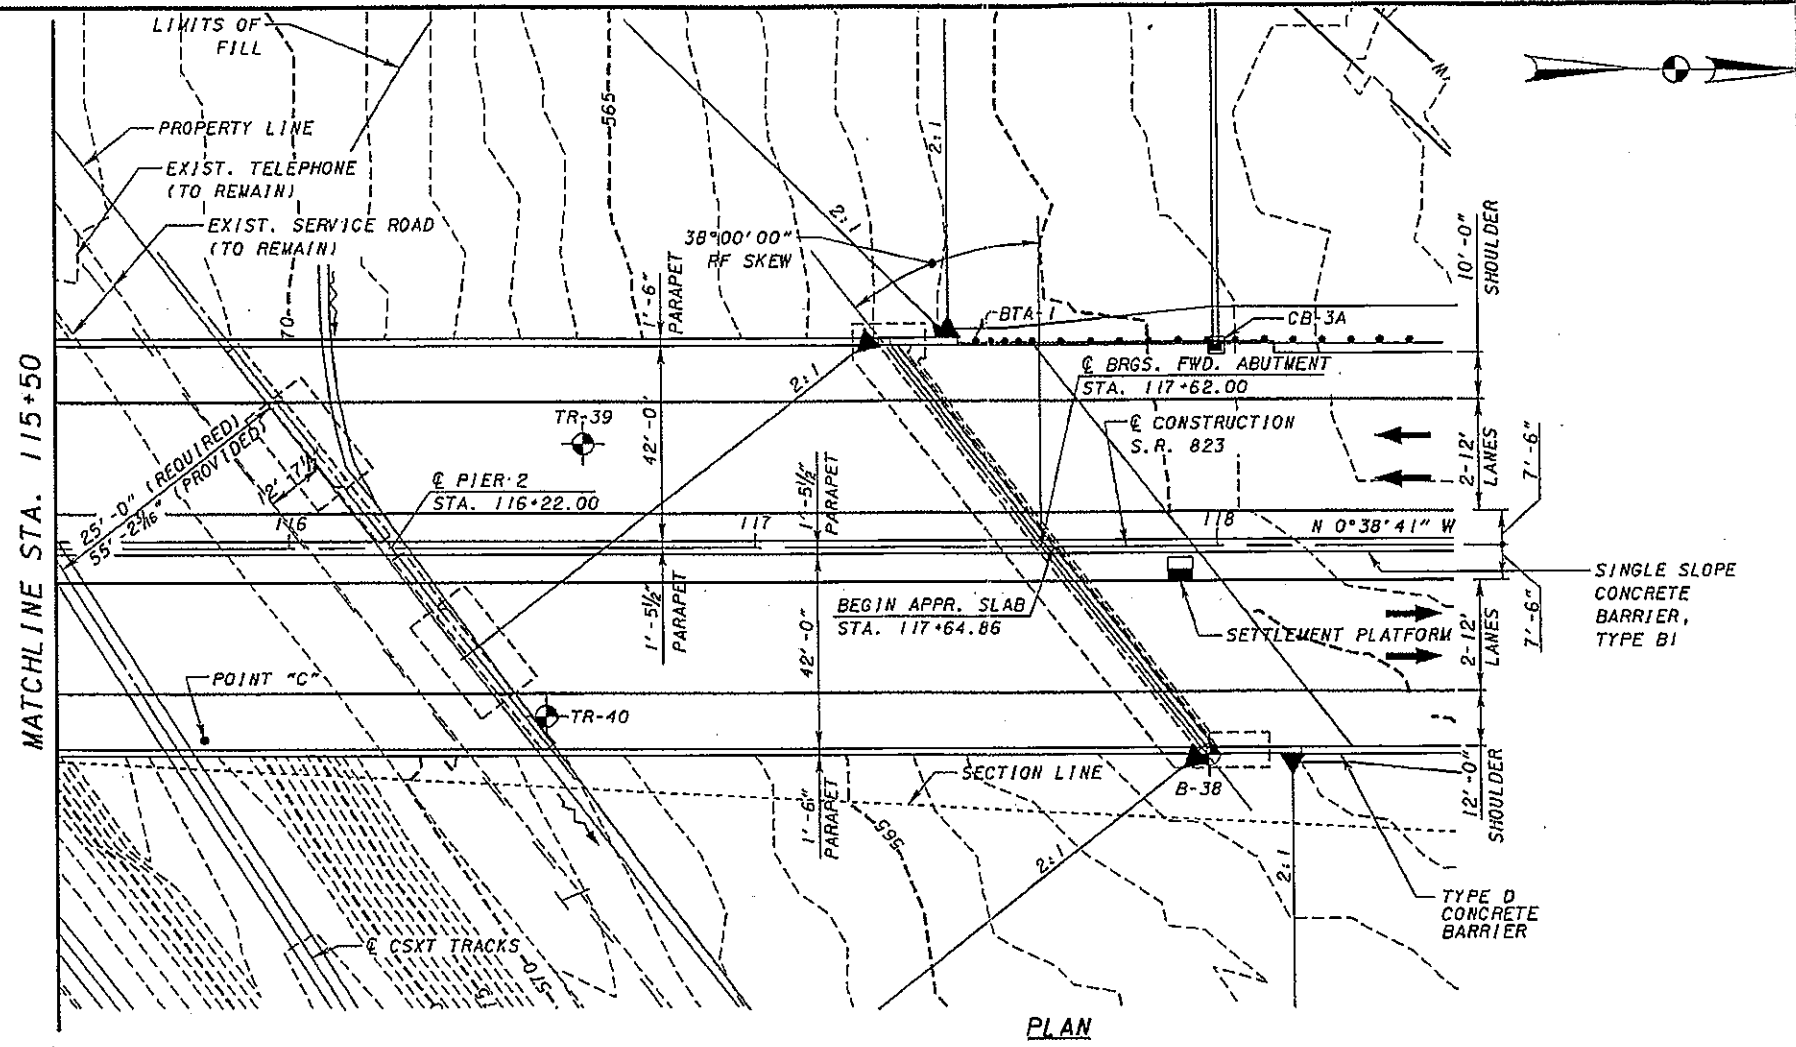 LIMITS OF
FILL
PROPERTY LINE
EXIST. TELEPHONE
(TO REMAIN)
EXIST. SERVICE ROAD
(TO REMAIN)
70
565
2:1
2:1
38°00'00"
RF SKEW
1'-6"
PARAPET
BTA-1
CB-3A
10'-0"
SHOULDER
MATCHLINE STA. 115+50
℄ BRGS. FWD. ABUTMENT
STA. 117+62.00
2:1
TR-39
42'-0"
℄ CONSTRUCTION
S.R. 823
2-12'
LANES
7'-6"
25'-0" (REQUIRED)
55'-2 3/16" (PROVIDED)
℄ PIER 2
STA. 116+22.00
1'-5½"
PARAPET
116
117
118
N 0°38'41" W
1'-5½"
PARAPET
BEGIN APPR. SLAB
STA. 117+64.86
42'-0"
SETTLEMENT PLATFORM
2-12'
LANES
7'-6"
SINGLE SLOPE
CONCRETE
BARRIER,
TYPE B1
POINT "C"
TR-40
SECTION LINE
B-38
12'-0"
SHOULDER
1'-6"
PARAPET
565
2:1
2:1
TYPE D
CONCRETE
BARRIER
℄ CSXT TRACKS
570
PLAN